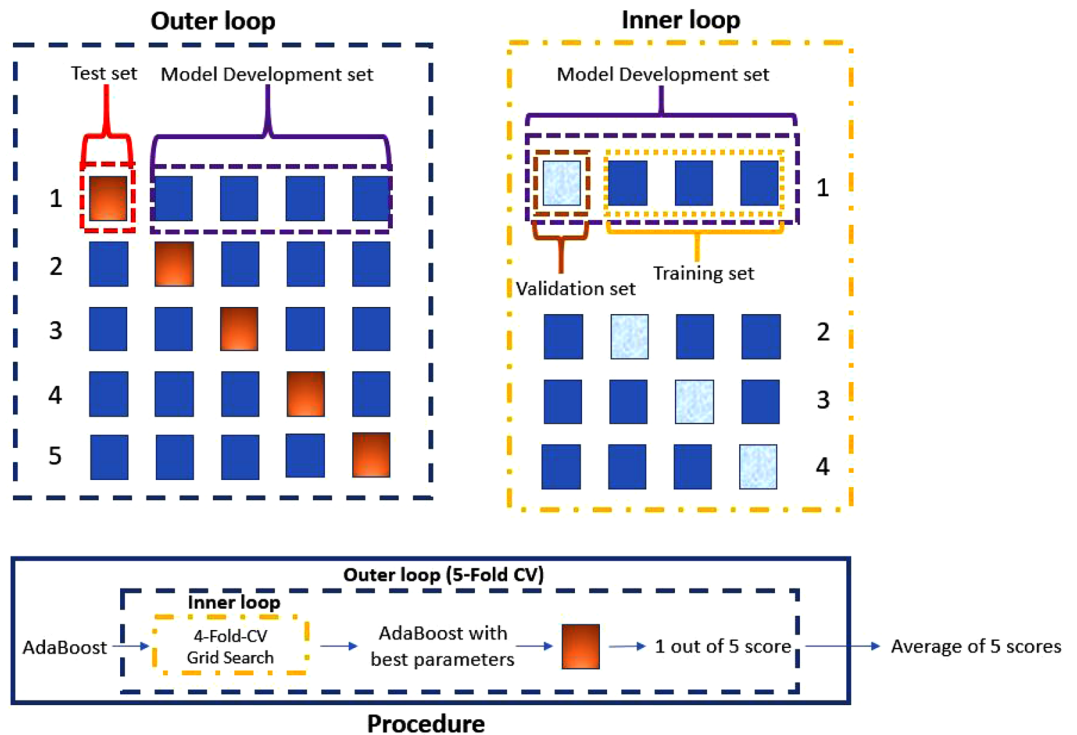 Outer loop
Test set
Model Development set
1
2
3
4
5
Inner loop
Model Development set
1
Validation set
Training set
2
3
4
Outer loop (5-Fold CV)
Inner loop
AdaBoost
4-Fold-CV
Grid Search
AdaBoost with
best parameters
1 out of 5 score
Average of 5 scores
Procedure